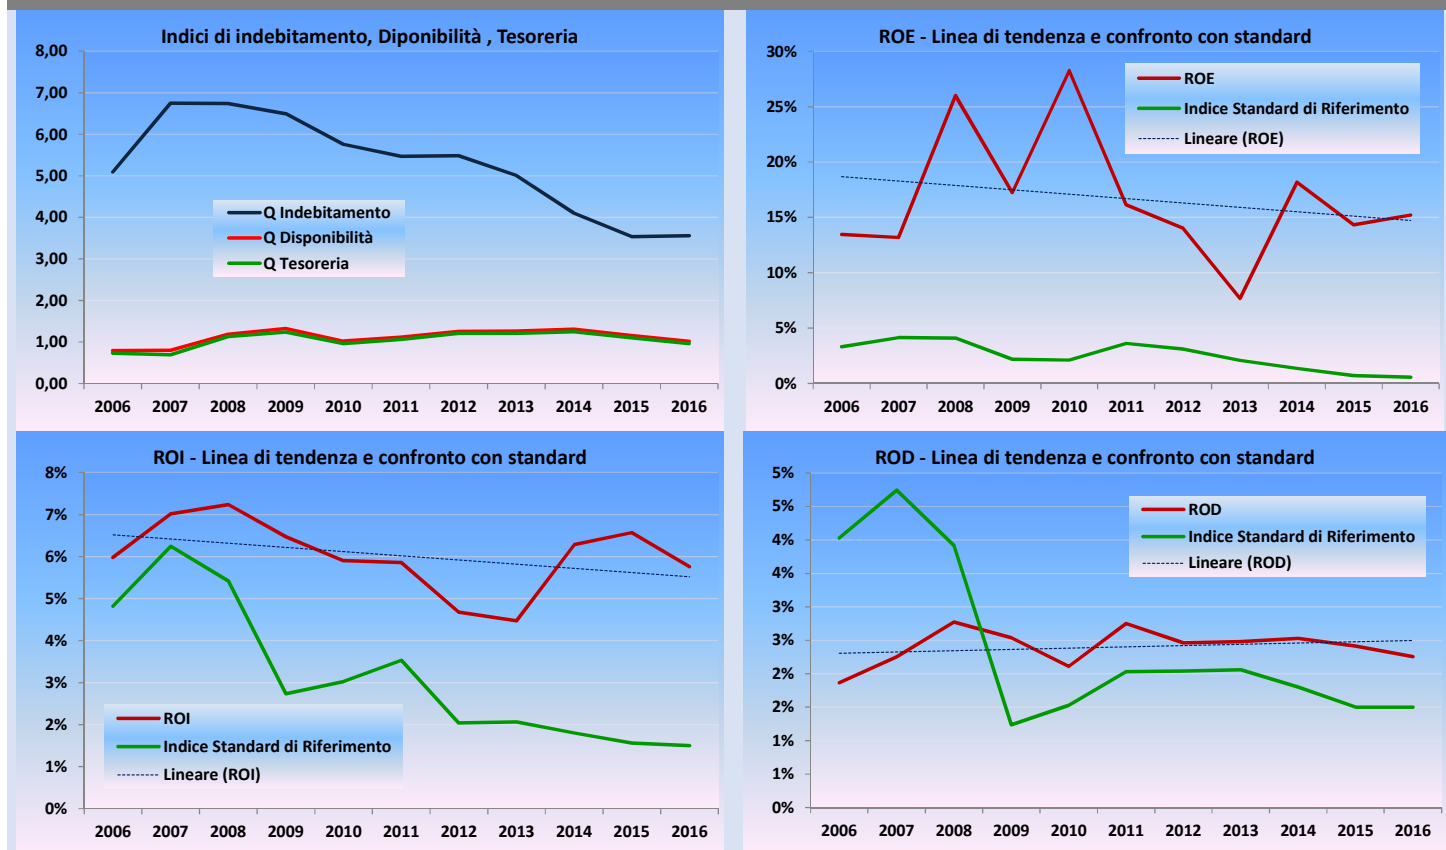 Indici di indebitamento, Diponibilità , Tesoreria
8,00
7,00
6,00
5,00
4,00
3,00
2,00
1,00
0,00
Q Indebitamento
Q Disponibilità
Q Tesoreria
2006 2007 2008 2009 2010 2011 2012 2013 2014 2015 2016
ROE - Linea di tendenza e confronto con standard
30%
25%
20%
15%
10%
5%
0%
ROE
Indice Standard di Riferimento
Lineare (ROE)
2006 2007 2008 2009 2010 2011 2012 2013 2014 2015 2016
ROI - Linea di tendenza e confronto con standard
8%
7%
6%
5%
4%
3%
2%
1%
0%
ROI
Indice Standard di Riferimento
Lineare (ROI)
2006 2007 2008 2009 2010 2011 2012 2013 2014 2015 2016
ROD - Linea di tendenza e confronto con standard
5%
5%
4%
4%
3%
3%
2%
2%
1%
1%
0%
ROD
Indice Standard di Riferimento
Lineare (ROD)
2006 2007 2008 2009 2010 2011 2012 2013 2014 2015 2016